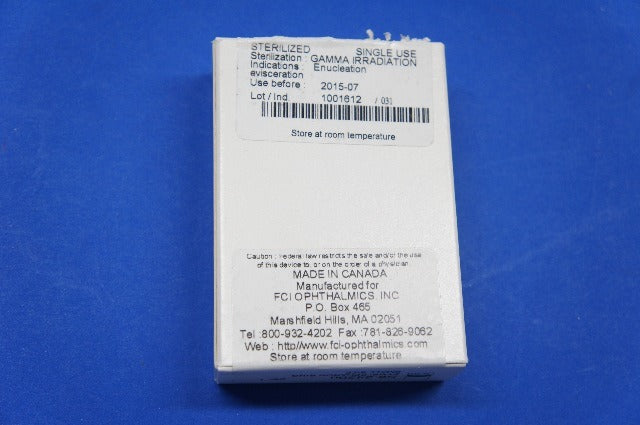 STERILIZED SINGLE USE
Sterilization : GAMMA IRRADIATION
Indications : Enucleation
evisceration
Use before : 2015-07
Lot / Ind. 1001612 / 031
Store at room temperature
Caution : Federal law restricts the sale and/or the use
of this device to, or on the order of a physician.
MADE IN CANADA
Manufactured for
FCI OPHTHALMICS, INC
P.O. Box 465
Marshfield Hills, MA 02051
Tel :800-932-4202 Fax :781-826-9062
Web : http//www.fci-ophthalmics.com
Store at room temperature